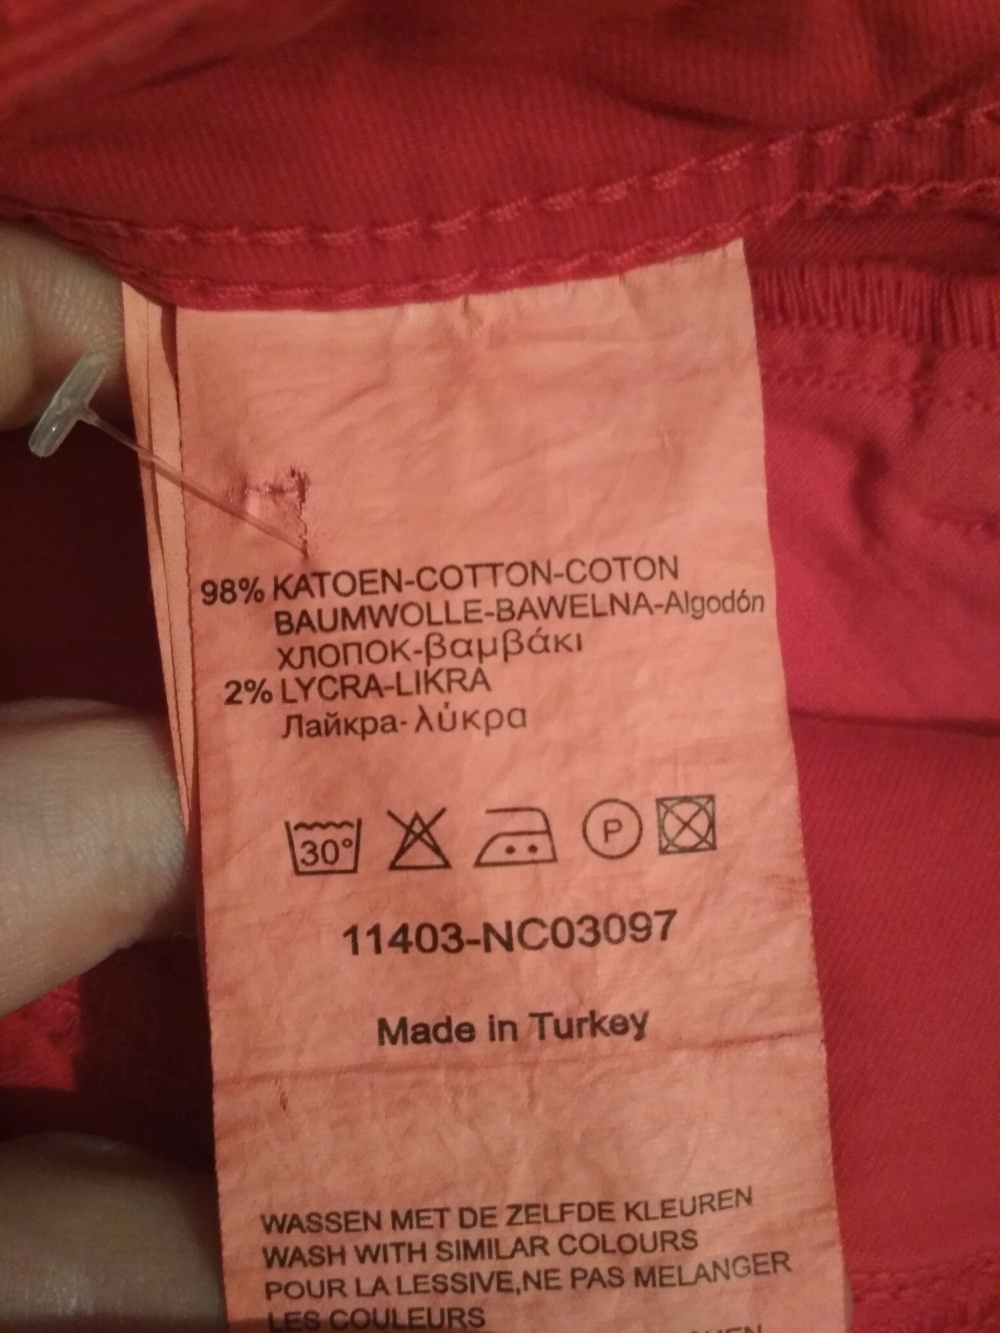 98% KATOEN-COTTON-COTON
BAUMWOLLE-BAWELNA-Algodón
ХЛОПОК-βαμβάκι
2% LYCRA-LIKRA
Лайкра-λύκρα
30° P
11403-NC03097
Made in Turkey
WASSEN MET DE ZELFDE KLEUREN
WASH WITH SIMILAR COLOURS
POUR LA LESSIVE,NE PAS MELANGER
LES COULEURS